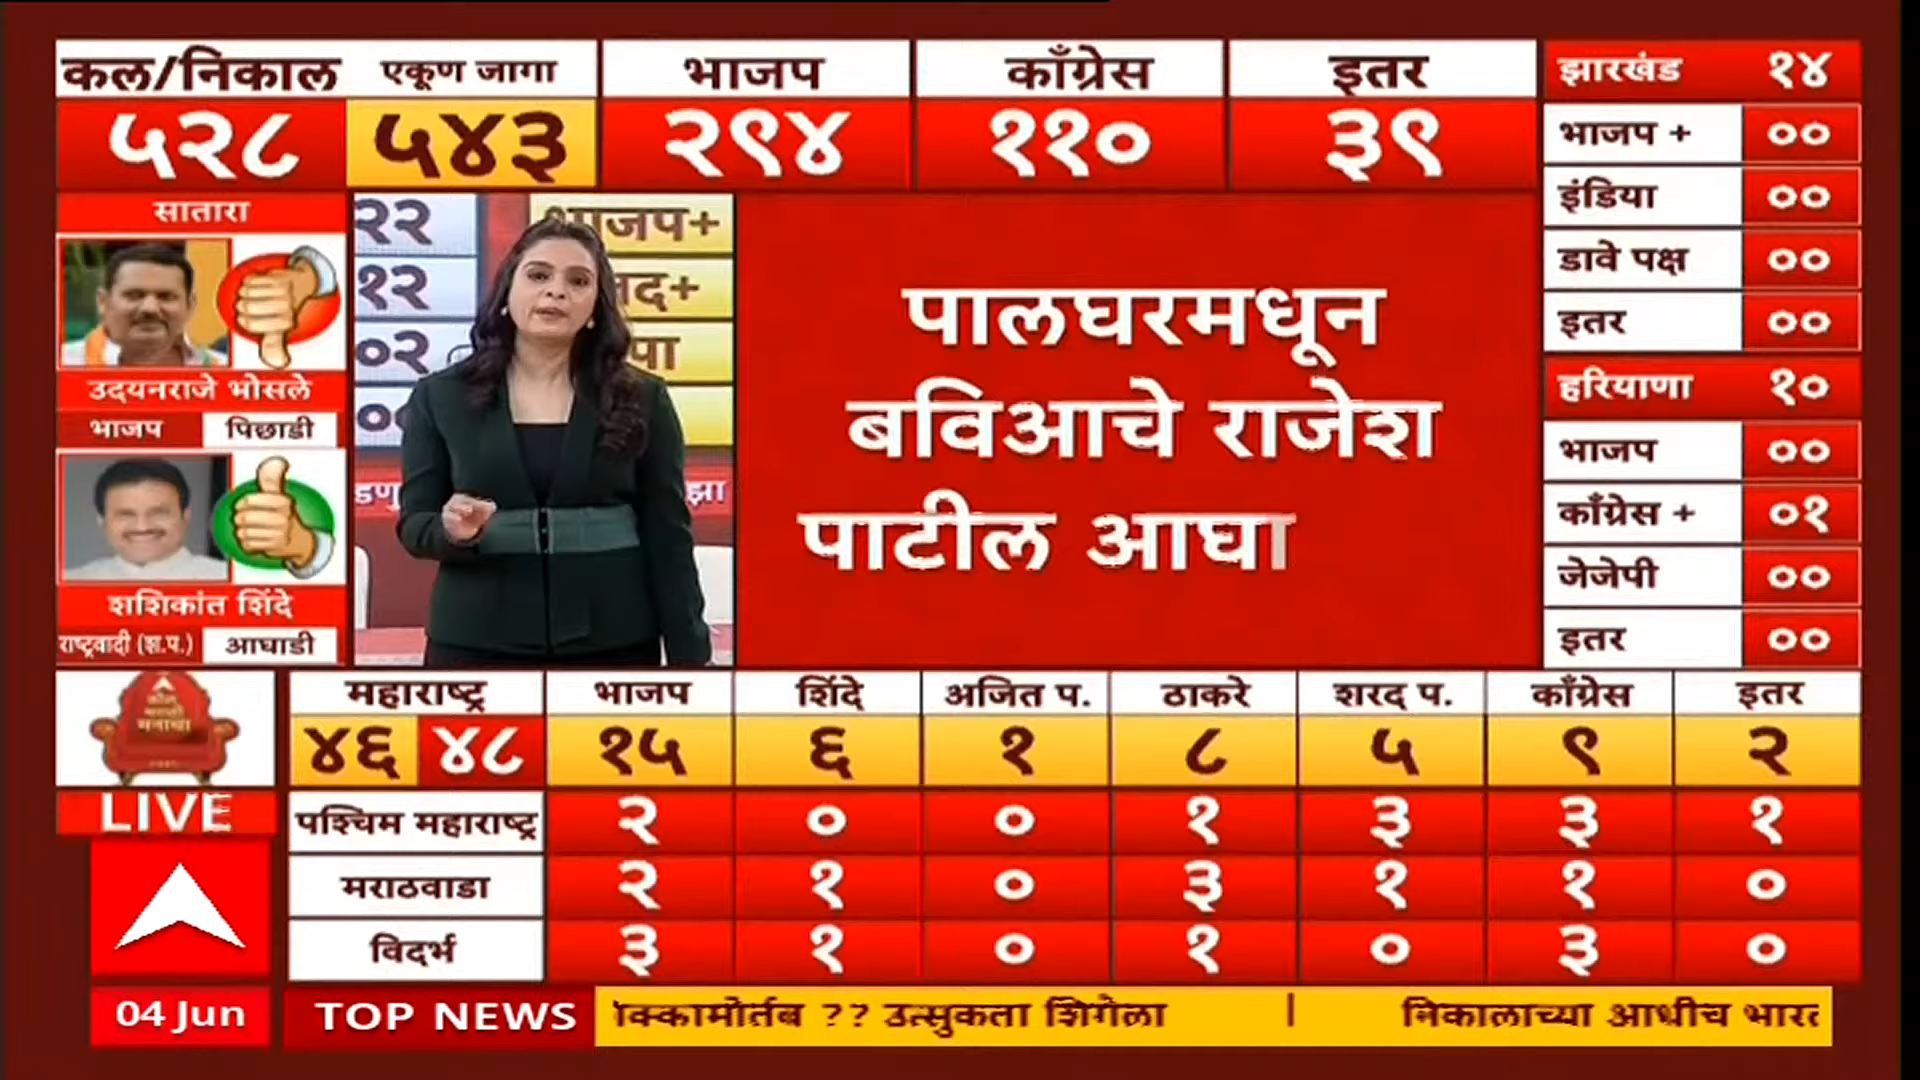 कल/निकाल एकूण जागा भाजप काँग्रेस इतर
५२८ ५४३ २९४ ११० ३९
झारखंड १४
भाजप + ००
इंडिया ००
डावे पक्ष ००
इतर ००
हरियाणा १०
भाजप ००
काँग्रेस + ०१
जेजेपी ००
इतर ००
सातारा
उदयनराजे भोसले
भाजप पिछाडी
शशिकांत शिंदे
राष्ट्रवादी (श.प.) आघाडी
२२ भाजप+
१२
०२
पालघरमधून
बविआचे राजेश
पाटील आघा
महाराष्ट्र भाजप शिंदे अजित प. ठाकरे शरद प. काँग्रेस इतर
४६ ४८ १५ ६ १ ८ ५ ९ २
पश्चिम महाराष्ट्र २ ० ० १ ३ ३ १
मराठवाडा २ १ ० ३ १ १ ०
विदर्भ ३ १ ० १ ० ३ ०
LIVE
04 Jun
TOP NEWS
उत्सुकता शिगेला | निकालाच्या आधीच